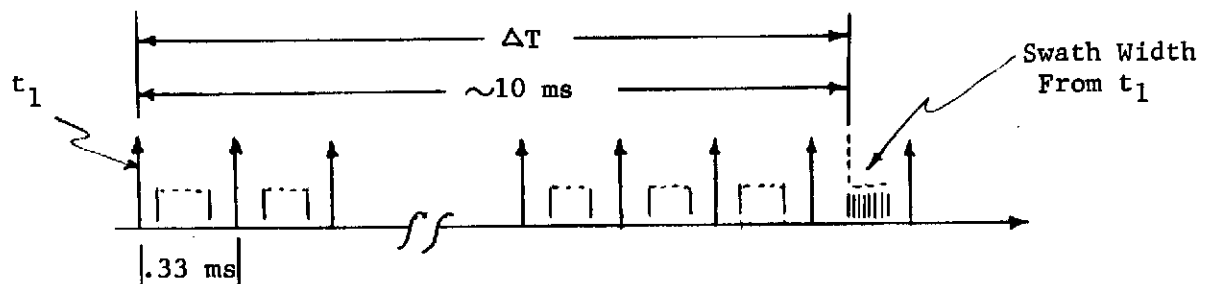 ΔT
Swath Width
From t1
~10 ms
t1
.33 ms